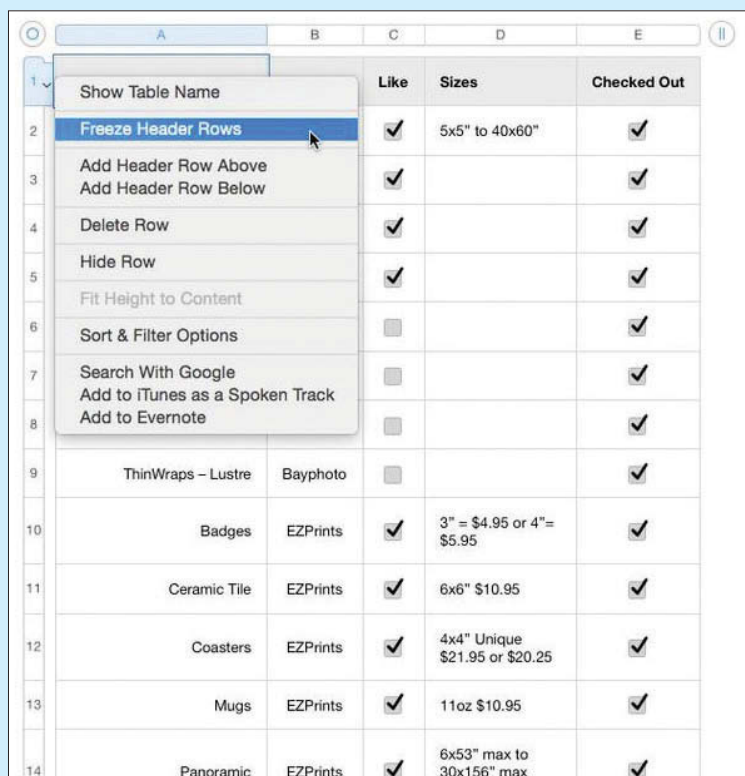 A B C D E
1 Like Sizes Checked Out
Show Table Name
Freeze Header Rows
Add Header Row Above
Add Header Row Below
Delete Row
Hide Row
Fit Height to Content
Sort & Filter Options
Search With Google
Add to iTunes as a Spoken Track
Add to Evernote
2 5x5" to 40x60"
3
4
5
6
7
8
9 ThinWraps – Lustre Bayphoto
10 Badges EZPrints 3" = $4.95 or 4"=
$5.95
11 Ceramic Tile EZPrints 6x6" $10.95
12 Coasters EZPrints 4x4" Unique
$21.95 or $20.25
13 Mugs EZPrints 11oz $10.95
14 Panoramic EZPrints 6x53" max to
30x156" max